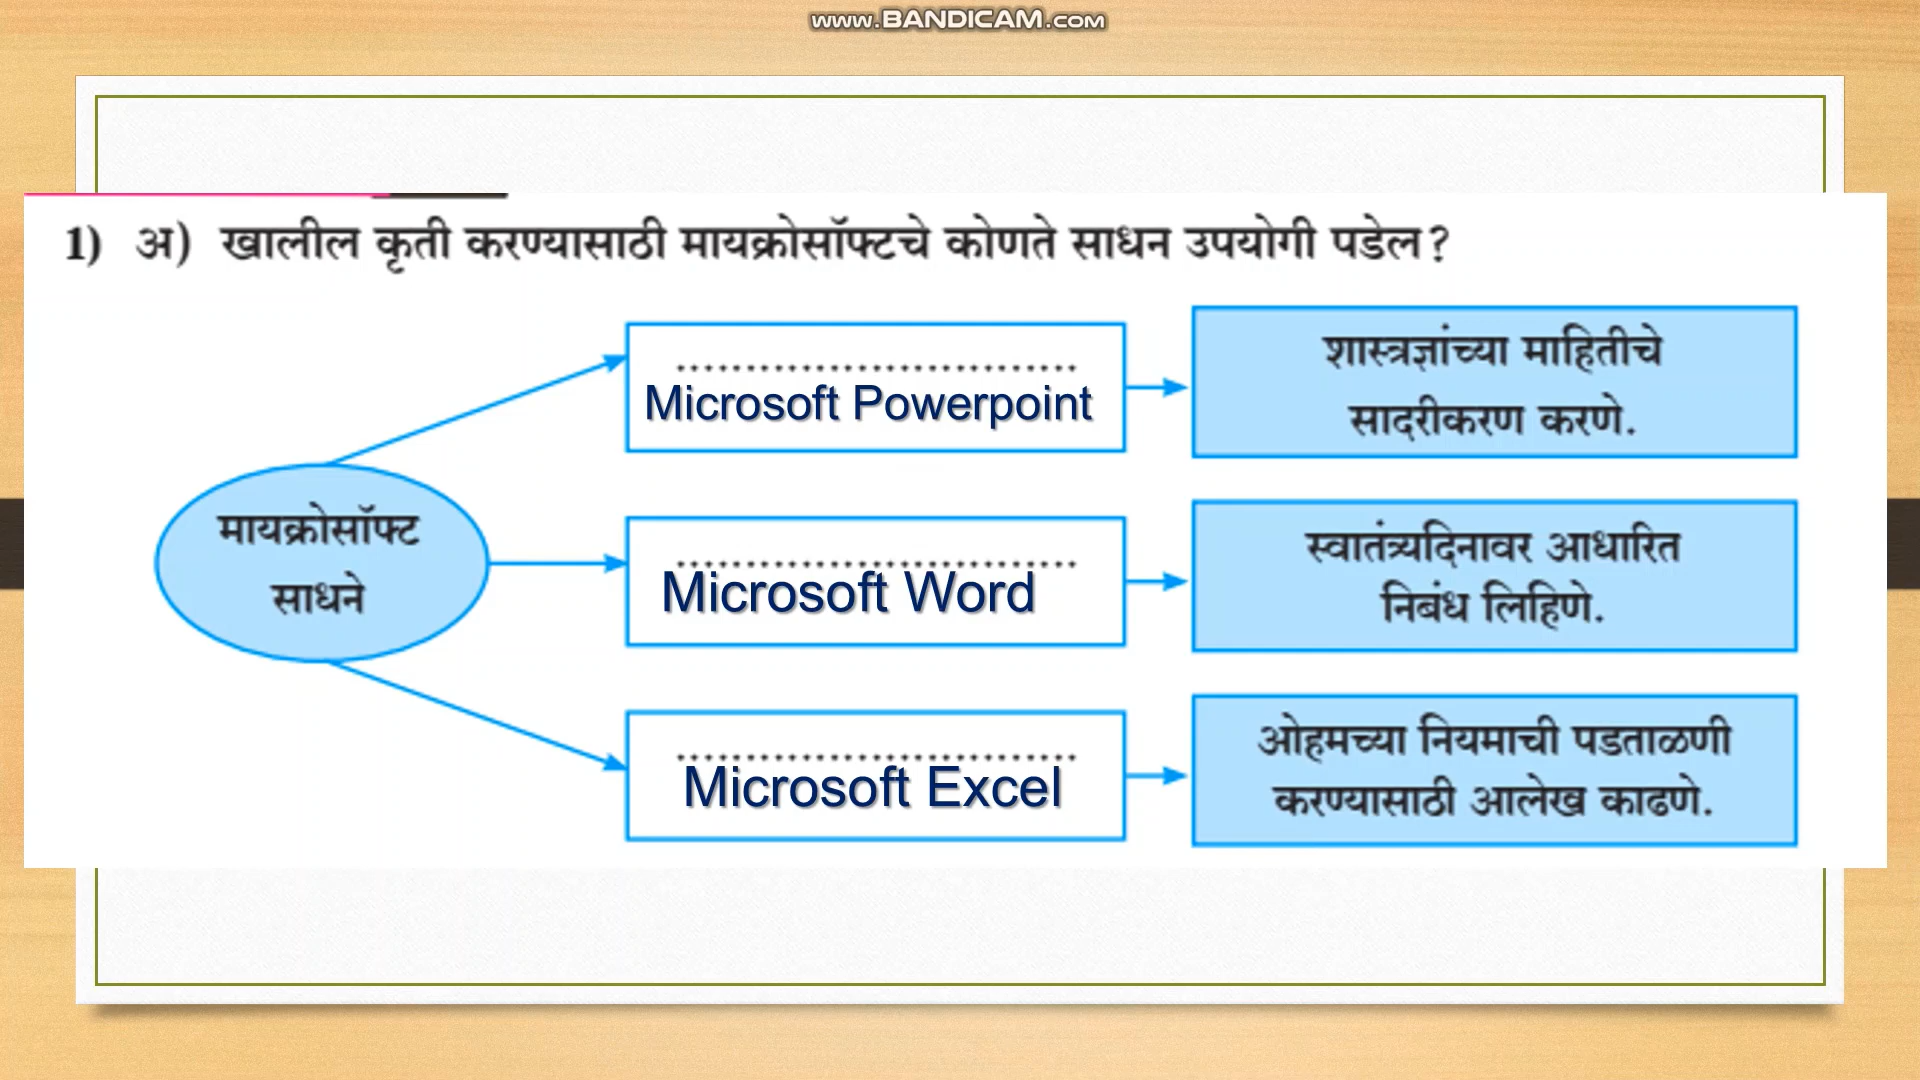 www.BANDICAM.com
1) अ) खालील कृती करण्यासाठी मायक्रोसॉफ्टचे कोणते साधन उपयोगी पडेल?
मायक्रोसॉफ्ट
साधने
..............................
Microsoft Powerpoint
शास्त्रज्ञांच्या माहितीचे
सादरीकरण करणे.
..............................
Microsoft Word
स्वातंत्र्यदिनावर आधारित
निबंध लिहिणे.
..............................
Microsoft Excel
ओहमच्या नियमाची पडताळणी
करण्यासाठी आलेख काढणे.